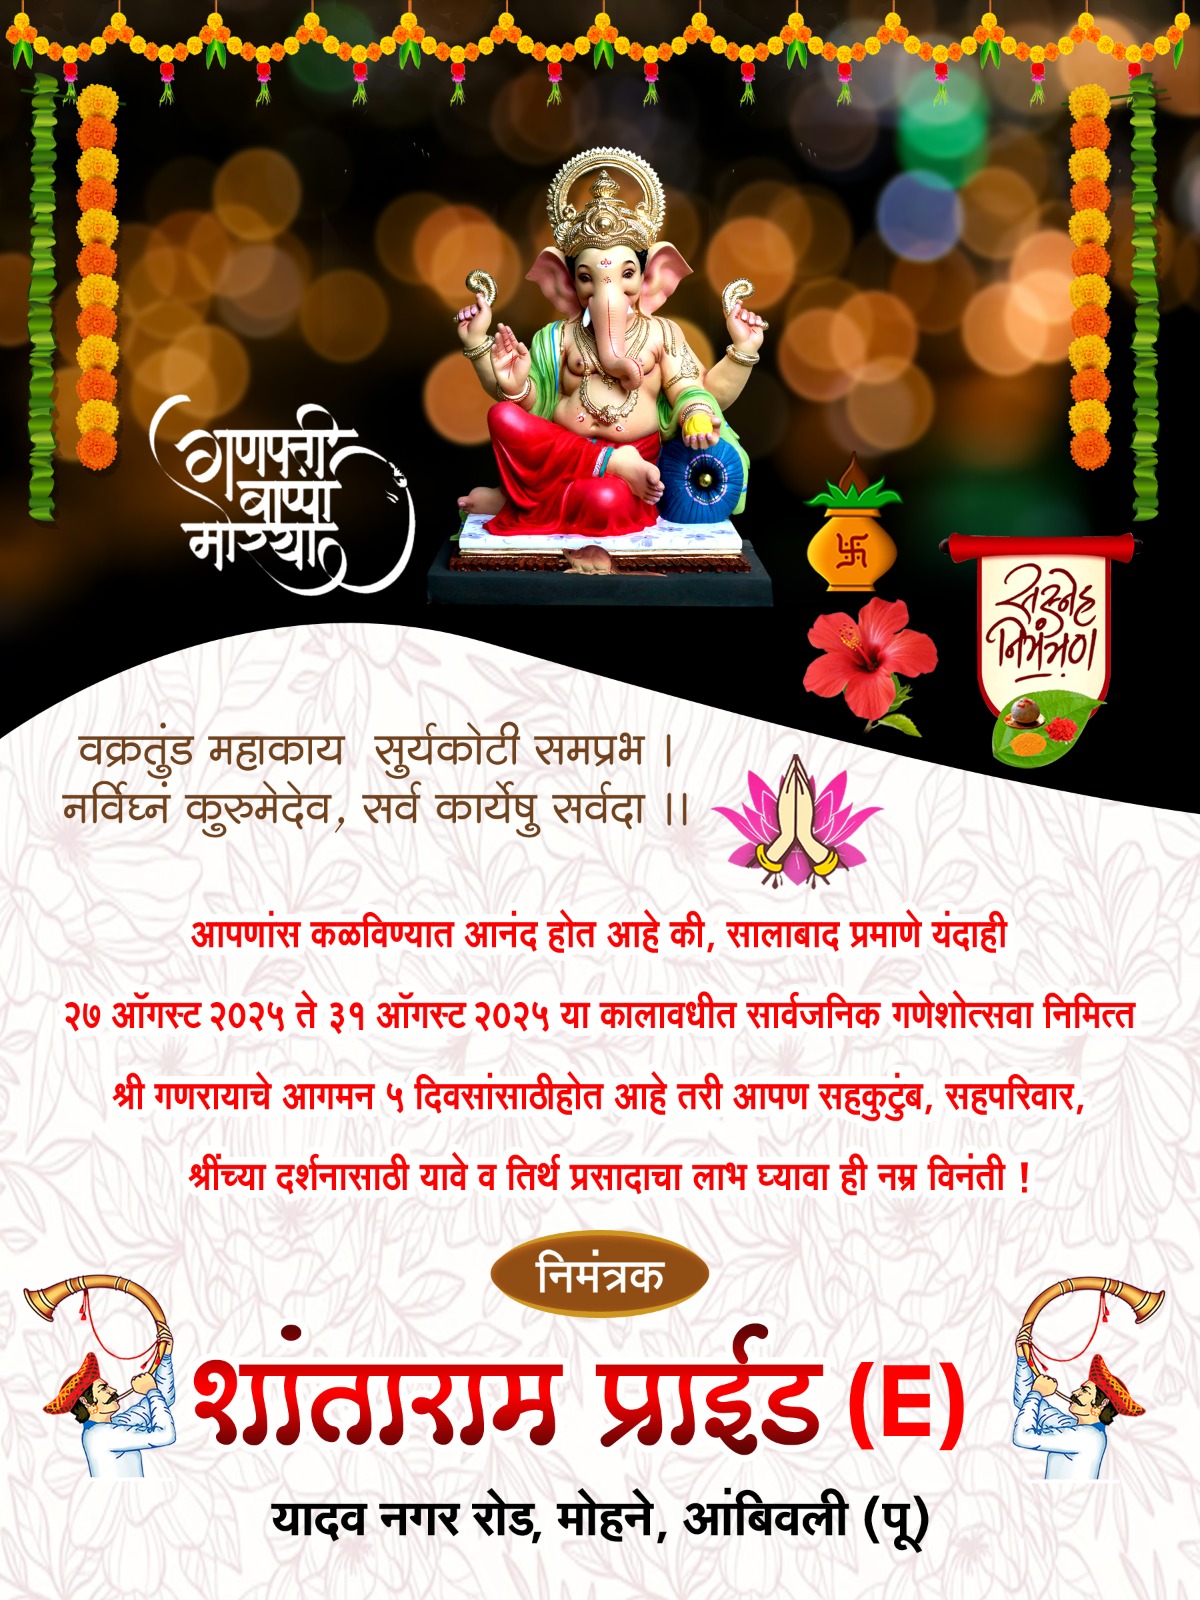 गणपती
बाप्पा
मोरया
सस्नेह
निमंत्रण
वक्रतुंड महाकाय सुर्यकोटी समप्रभ ।
नर्विघ्नं कुरुमेदेव, सर्व कार्येषु सर्वदा ।।
आपणांस कळविण्यात आनंद होत आहे की, सालाबाद प्रमाणे यंदाही
२७ ऑगस्ट २०२५ ते ३१ ऑगस्ट २०२५ या कालावधीत सार्वजनिक गणेशोत्सवा निमित्त
श्री गणरायाचे आगमन ५ दिवसांसाठीहोत आहे तरी आपण सहकुटुंब, सहपरिवार,
श्रींच्या दर्शनासाठी यावे व तिर्थ प्रसादाचा लाभ घ्यावा ही नम्र विनंती !
निमंत्रक
शांताराम प्राईड (E)
यादव नगर रोड, मोहने, आंबिवली (पू)